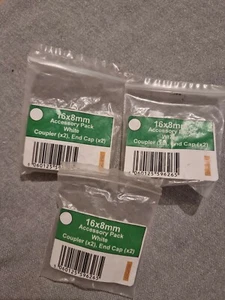 16x8mm
Accessory Pack
White
Coupler (x2), End Cap (x2)
16x8mm
Accessory Pack
White
Coupler (x2), End Cap (x2)
16x8mm
Accessory Pack
White
Coupler (x2), End Cap (x2)